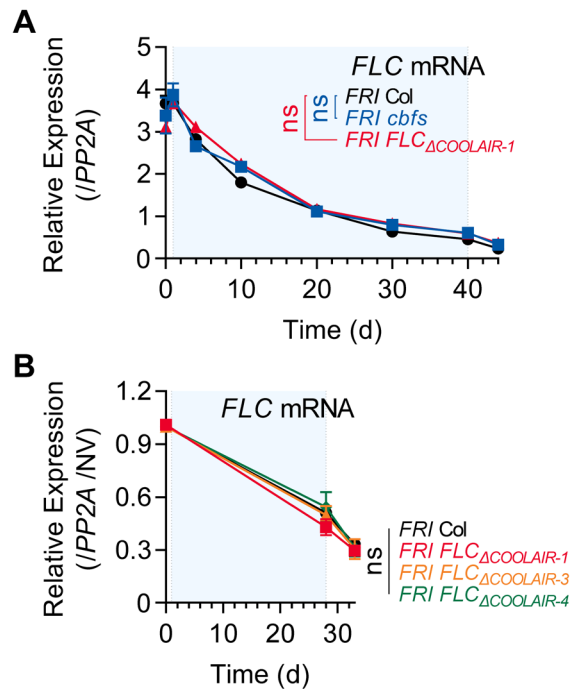 A
Relative Expression
(/PP2A)
5
4
3
2
1
0
FLC mRNA
ns
ns
FRI Col
FRI cbfs
FRI FLCΔCOOLAIR-1
0
10
20
30
40
Time (d)
B
Relative Expression
(/PP2A /NV)
1.2
0.9
0.6
0.3
0
FLC mRNA
ns
FRI Col
FRI FLCΔCOOLAIR-1
FRI FLCΔCOOLAIR-3
FRI FLCΔCOOLAIR-4
0
10
20
30
Time (d)